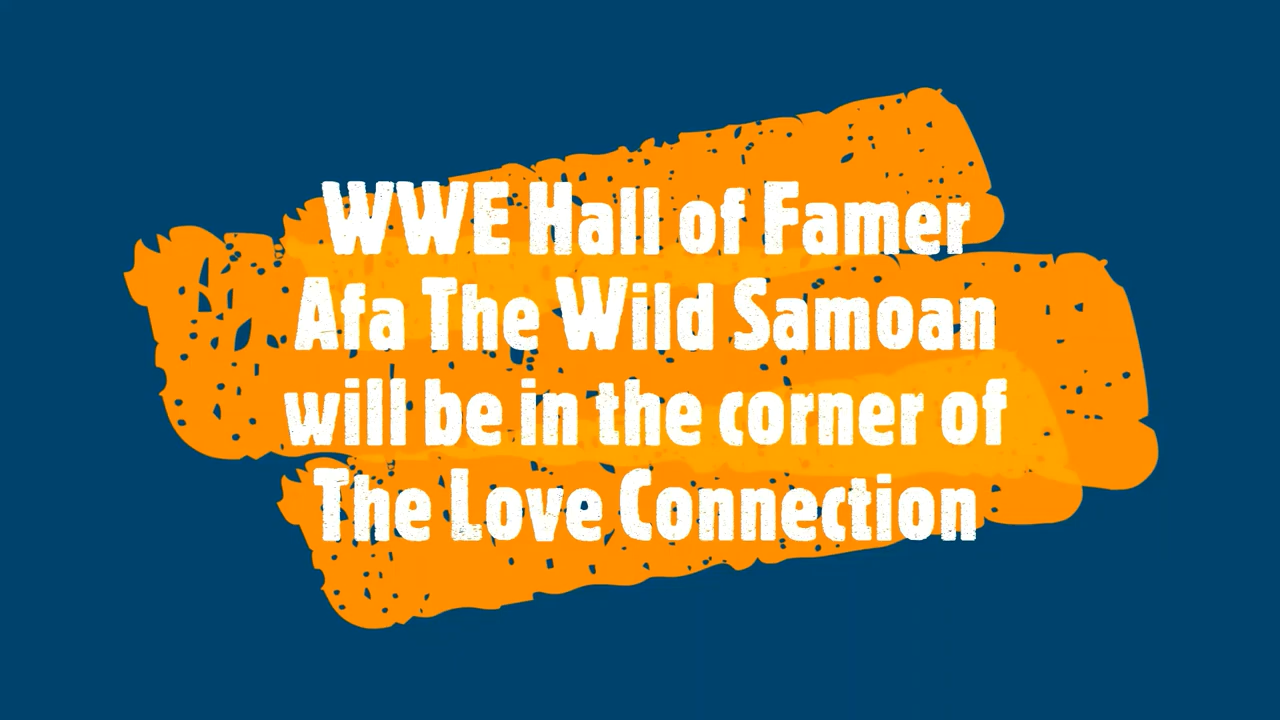 WWE Hall of Famer
Afa The Wild Samoan
will be in the corner of
The Love Connection